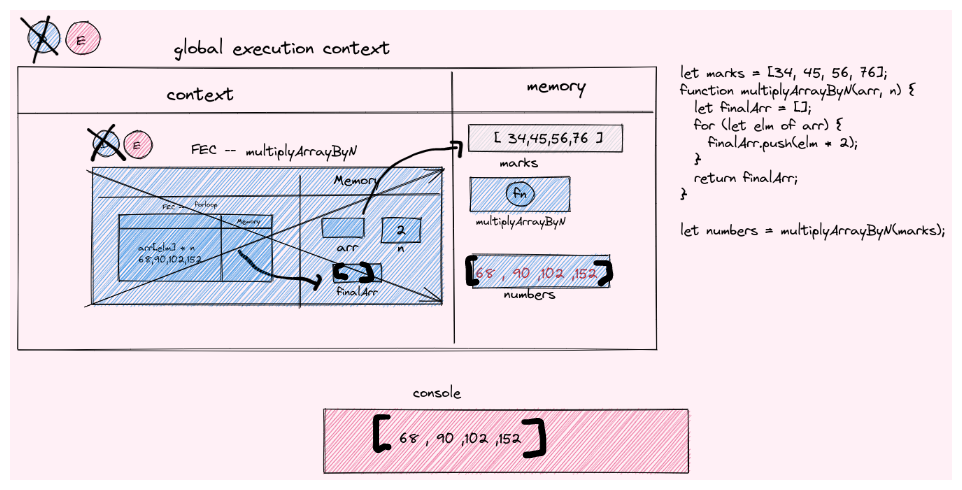 E
global execution context
context
memory
E
FEC -- multiplyArrayByN
Memory
FEC -- forloop
Memory
arr[elm] * n
68,90,102,152
arr
2
n
finalArr
[ 34,45,56,76 ]
marks
fn
multiplyArrayByN
[68 , 90 ,102 ,152]
numbers
let marks = [34, 45, 56, 76];
function multiplyArrayByN(arr, n) {
let finalArr = [];
for (let elm of arr) {
finalArr.push(elm * 2);
}
return finalArr;
}
let numbers = multiplyArrayByN(marks);
console
[ 68 , 90 ,102 ,152 ]